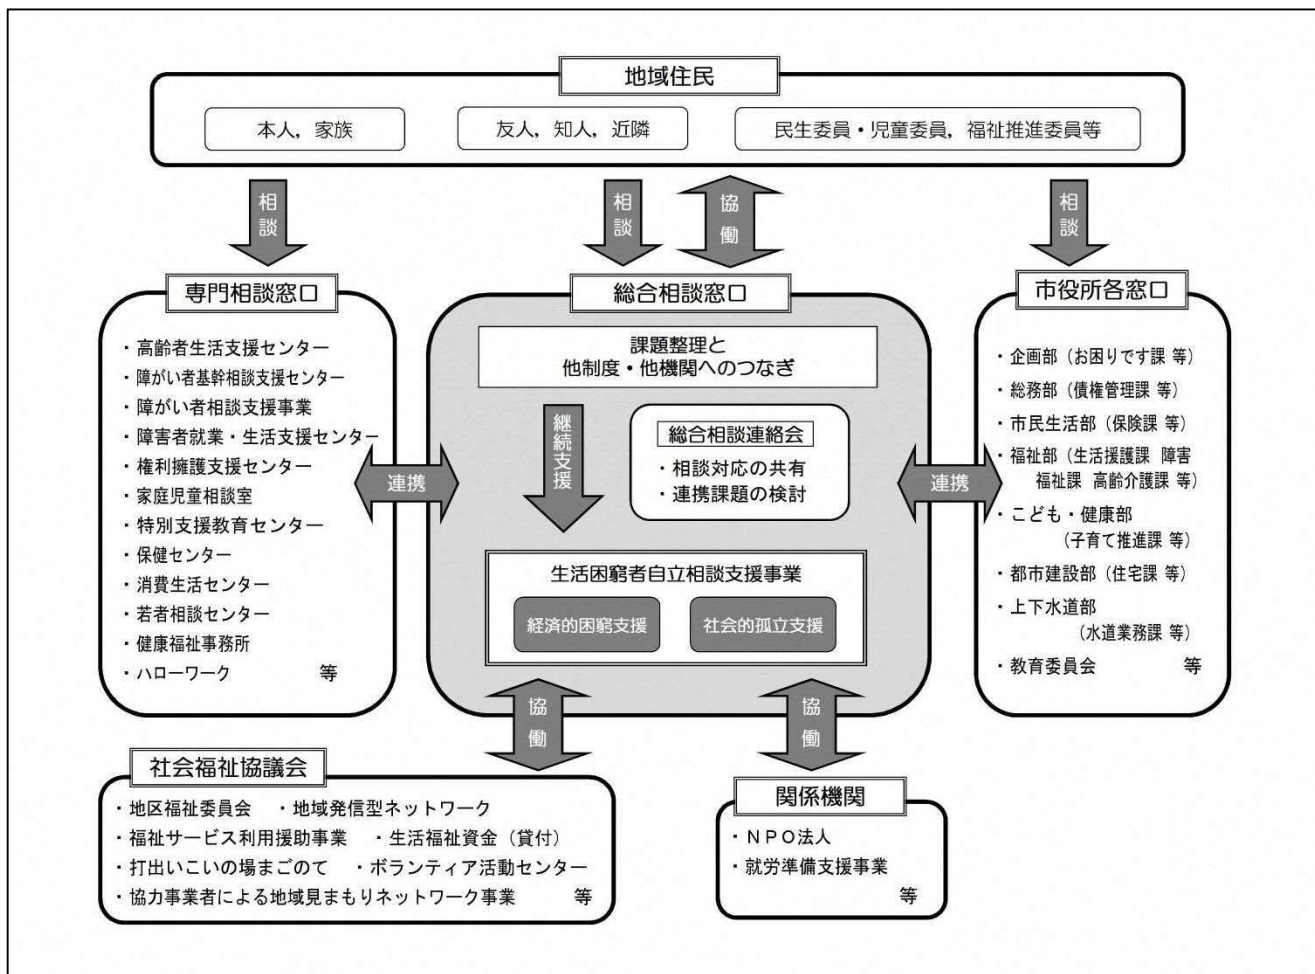 地域住民
本人，家族
友人，知人，近隣
民生委員・児童委員，福祉推進委員等
相談
相談
協働
相談
専門相談窓口
・高齢者生活支援センター
・障がい者基幹相談支援センター
・障がい者相談支援事業
・障害者就業・生活支援センター
・権利擁護支援センター
・家庭児童相談室
・特別支援教育センター
・保健センター
・消費生活センター
・若者相談センター
・健康福祉事務所
・ハローワーク 等
連携
総合相談窓口
課題整理と
他制度・他機関へのつなぎ
継続支援
総合相談連絡会
・相談対応の共有
・連携課題の検討
生活困窮者自立相談支援事業
経済的困窮支援
社会的孤立支援
連携
市役所各窓口
・企画部（お困りです課 等）
・総務部（債権管理課 等）
・市民生活部（保険課 等）
・福祉部（生活援護課 障害
福祉課 高齢介護課 等）
・こども・健康部
（子育て推進課 等）
・都市建設部（住宅課 等）
・上下水道部
（水道業務課 等）
・教育委員会 等
協働
協働
社会福祉協議会
・地区福祉委員会 ・地域発信型ネットワーク
・福祉サービス利用援助事業 ・生活福祉資金（貸付）
・打出いこいの場まごのて ・ボランティア活動センター
・協力事業者による地域見まもりネットワーク事業 等
関係機関
・ＮＰＯ法人
・就労準備支援事業
等